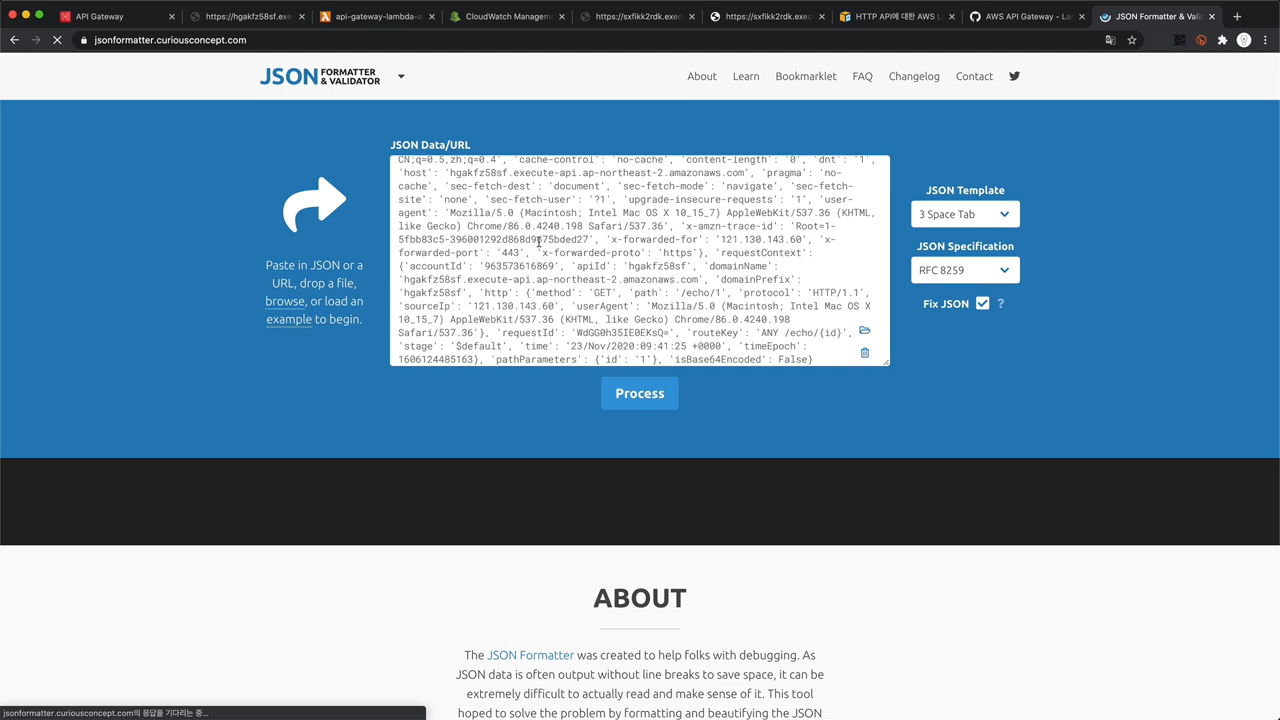 API Gateway
https://hgakfz58sf.exe
api-gateway-lambda-a
CloudWatch Managem
https://sxfikk2rdk.exec
https://sxfikk2rdk.exec
HTTP API에 대한 AWS L
AWS API Gateway - La
JSON Formatter & Valid
jsonformatter.curiousconcept.com
JSON FORMATTER
& VALIDATOR
About
Learn
Bookmarklet
FAQ
Changelog
Contact
JSON Data/URL
CN;q=0.5,zh;q=0.4', 'cache-control': 'no-cache', 'content-length': '0', 'dnt': '1',
'host': 'hgakfz58sf.execute-api.ap-northeast-2.amazonaws.com', 'pragma': 'no-
cache', 'sec-fetch-dest': 'document', 'sec-fetch-mode': 'navigate', 'sec-fetch-
site': 'none', 'sec-fetch-user': '?1', 'upgrade-insecure-requests': '1', 'user-
agent': 'Mozilla/5.0 (Macintosh; Intel Mac OS X 10_15_7) AppleWebKit/537.36 (KHTML,
like Gecko) Chrome/86.0.4240.198 Safari/537.36', 'x-amzn-trace-id': 'Root=1-
'x-forwarded-for': '121.130.143.60', 'x-
forwarded-port': '443', 'x-forwarded-proto': 'https'}, 'requestContext':
{'accountId': '963573616869', 'apiId': 'hgakfz58sf', 'domainName':
'hgakfz58sf.execute-api.ap-northeast-2.amazonaws.com', 'domainPrefix':
'hgakfz58sf', 'http': {'method': 'GET', 'path': '/echo/1', 'protocol': 'HTTP/1.1',
'sourceIp': '121.130.143.60', 'userAgent': 'Mozilla/5.0 (Macintosh; Intel Mac OS X
10_15_7) AppleWebKit/537.36 (KHTML, like Gecko) Chrome/86.0.4240.198
Safari/537.36'}, 'requestId': 'WdGG0h35IE0EKsQ=', 'routeKey': 'ANY /echo/{id}',
'stage': '$default', 'time': '23/Nov/2020:09:41:25 +0000', 'timeEpoch':
1606124485163}, 'pathParameters': {'id': '1'}, 'isBase64Encoded': False}
Paste in JSON or a
URL, drop a file,
browse, or load an
example to begin.
JSON Template
3 Space Tab
JSON Specification
RFC 8259
Fix JSON ?
Process
ABOUT
The JSON Formatter was created to help folks with debugging. As
JSON data is often output without line breaks to save space, it can be
extremely difficult to actually read and make sense of it. This tool
hoped to solve the problem by formatting and beautifying the JSON
jsonformatter.curiousconcept.com의 응답을 기다리는 중...